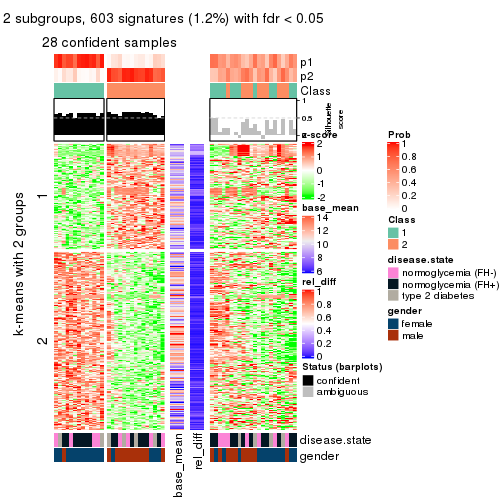 2 subgroups, 603 signatures (1.2%) with fdr < 0.05
28 confident samples
p1
p2
Class
1
0.5
0
Silhouette
score
k-means with 2 groups
1
2
z-score
2
1
0
-1
-2
base_mean
14
12
10
8
6
rel_diff
1
0.8
0.6
0.4
0.2
0
Status (barplots)
confident
ambiguous
Prob
1
0.8
0.6
0.4
0.2
0
Class
1
2
disease.state
normoglycemia (FH-)
normoglycemia (FH+)
type 2 diabetes
gender
female
male
disease.state
gender
base_mean
rel_diff